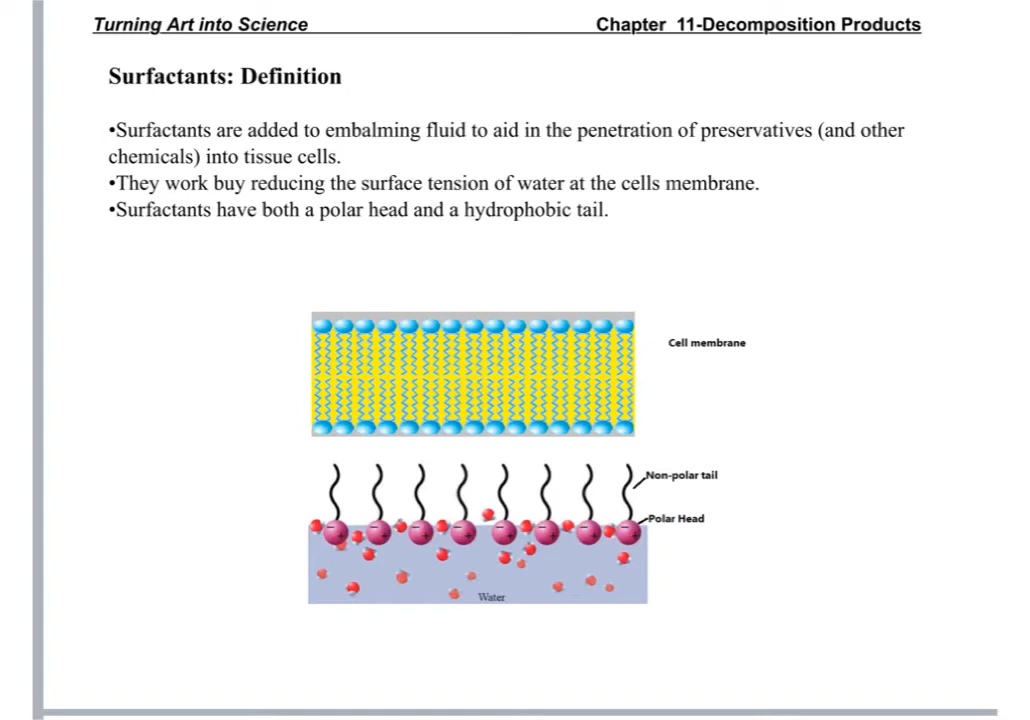 Turning Art into Science
Chapter 11-Decomposition Products
Surfactants: Definition
•Surfactants are added to embalming fluid to aid in the penetration of preservatives (and other
chemicals) into tissue cells.
•They work buy reducing the surface tension of water at the cells membrane.
•Surfactants have both a polar head and a hydrophobic tail.
Cell membrane
Non-polar tail
Polar Head
Water